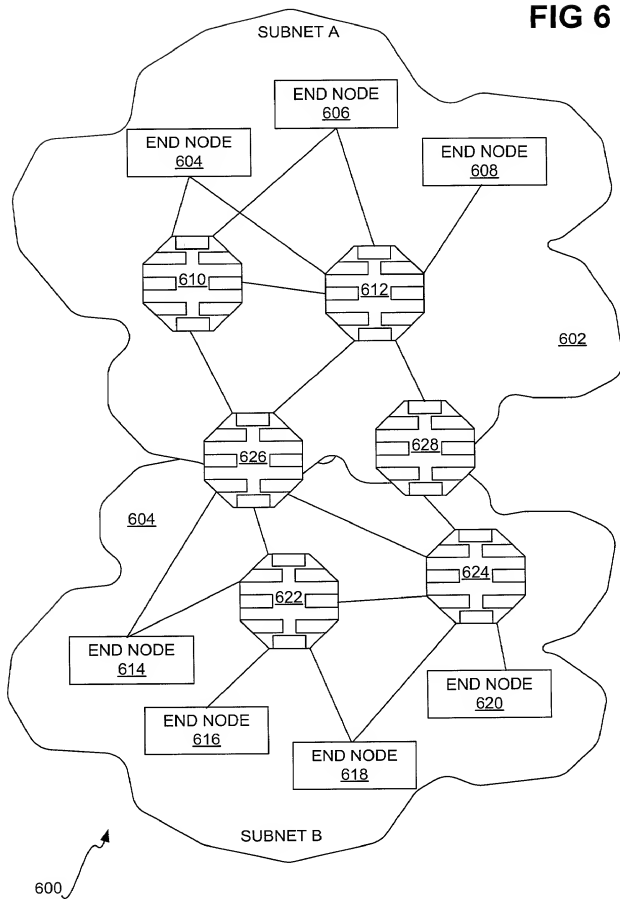 FIG 6
SUBNET A
END NODE
606
END NODE
604
END NODE
608
610
612
602
626
628
604
622
624
END NODE
614
END NODE
620
END NODE
616
END NODE
618
SUBNET B
600